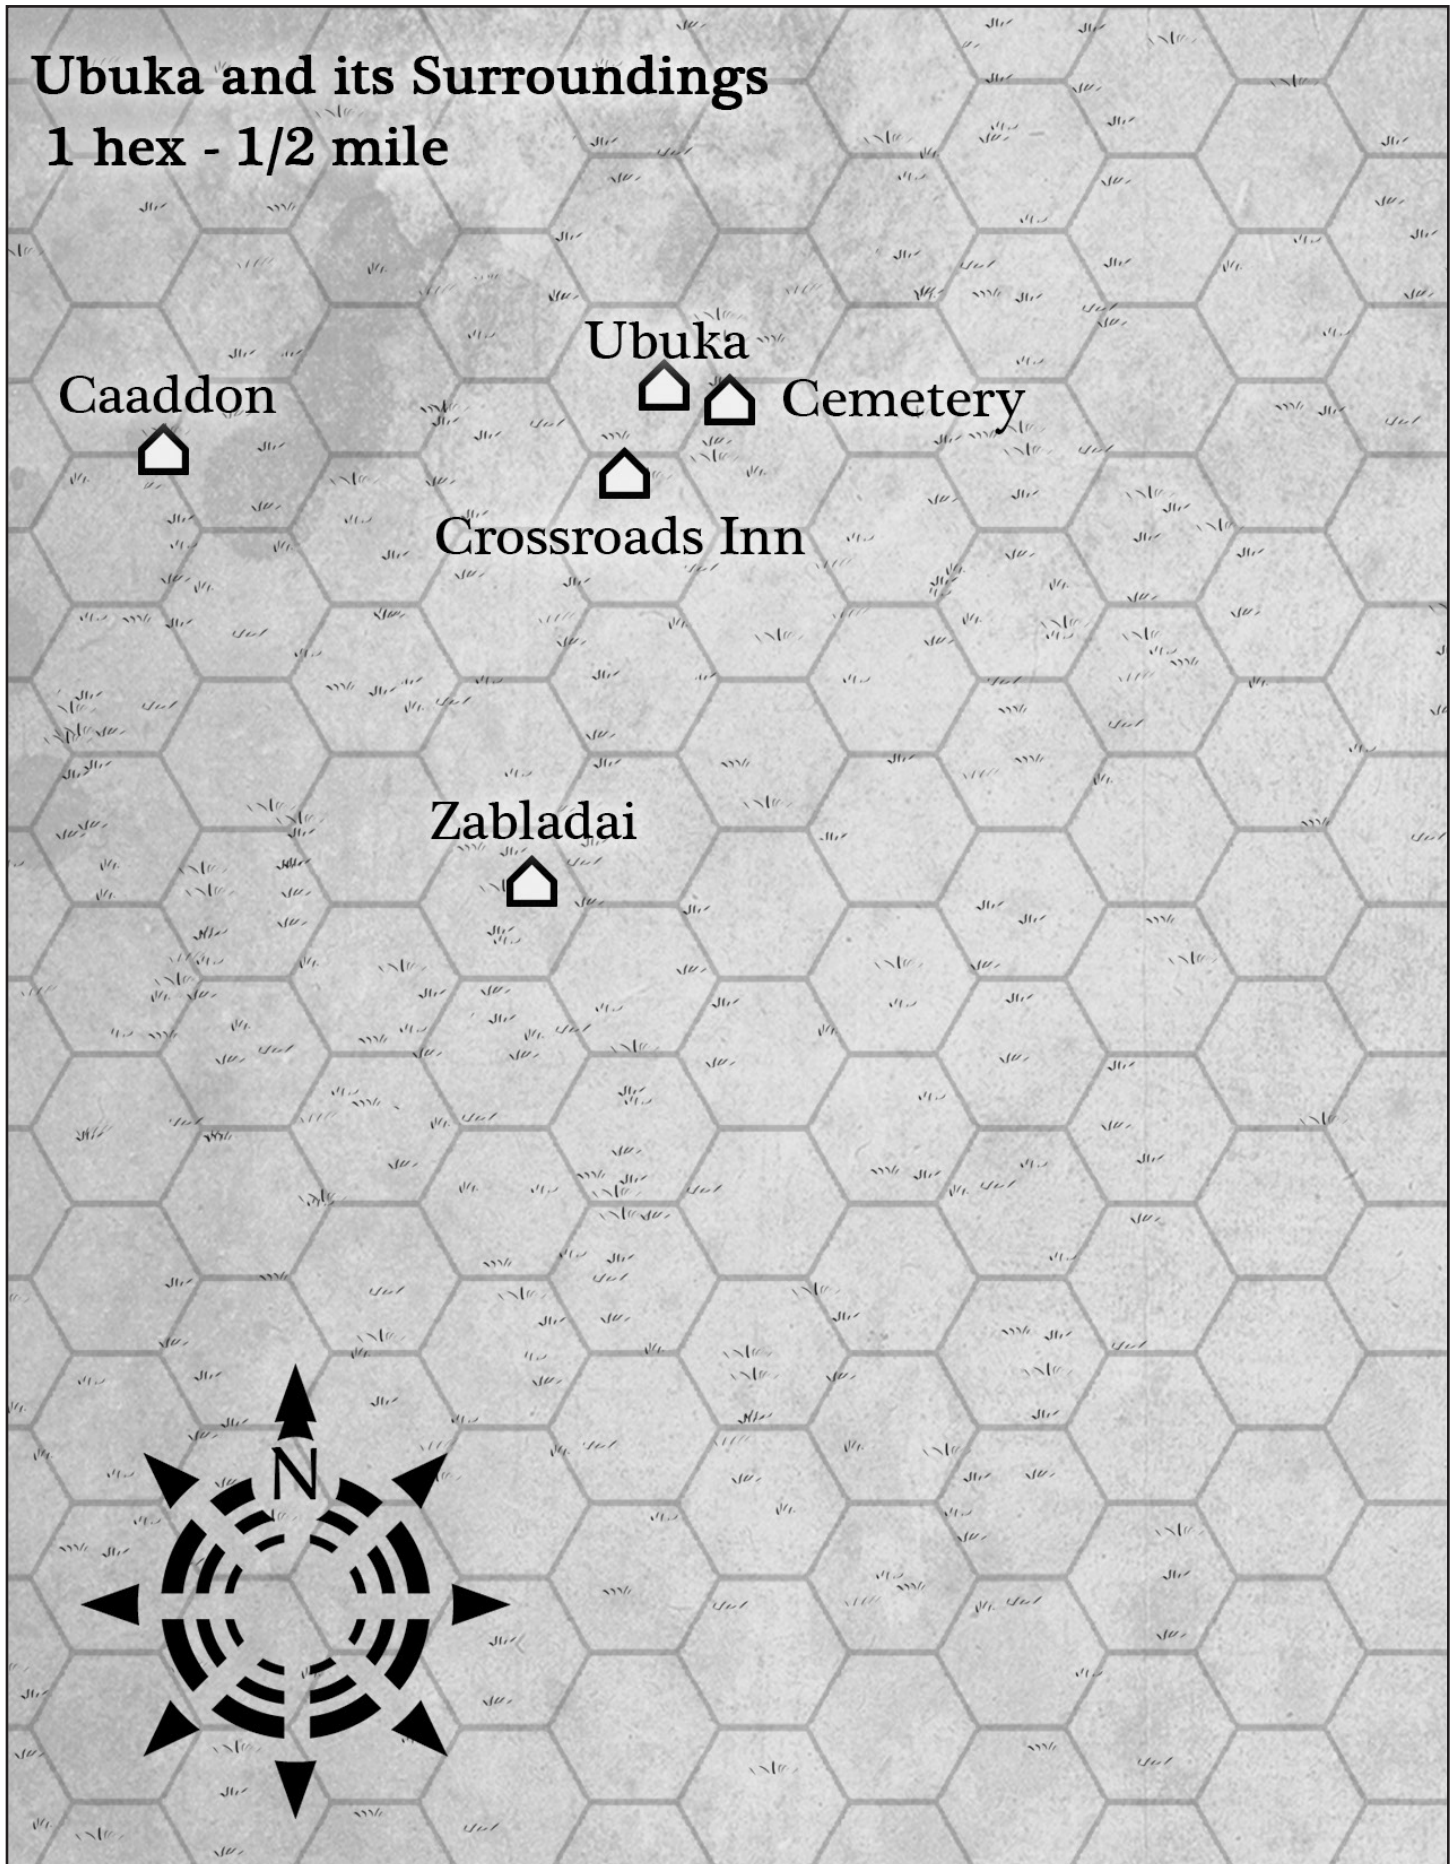 Ubuka and its Surroundings
1 hex - 1/2 mile
Ubuka
Caaddon
Cemetery
Crossroads Inn
Zabladai
N